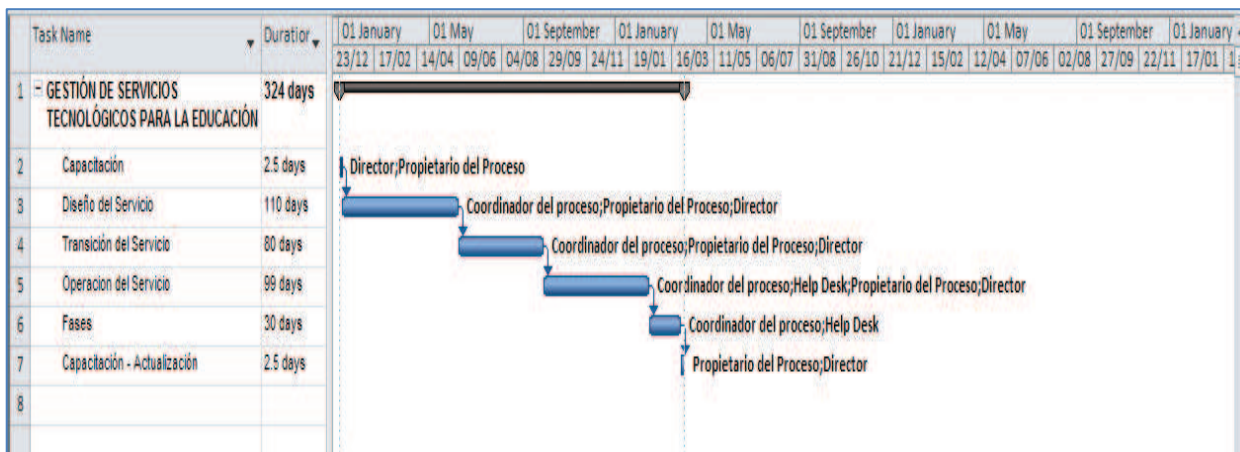 Task Name Duration
01 January 01 May 01 September 01 January 01 May 01 September 01 January 01 May 01 September 01 January
23/12 17/02 14/04 09/06 04/08 29/09 24/11 19/01 16/03 11/05 06/07 31/08 26/10 21/12 15/02 12/04 07/06 02/08 27/09 22/11 17/01 1
1 GESTIÓN DE SERVICIOS 324 days
TECNOLÓGICOS PARA LA EDUCACIÓN
2 Capacitación 2.5 days Director;Propietario del Proceso
3 Diseño del Servicio 110 days Coordinador del proceso;Propietario del Proceso;Director
4 Transición del Servicio 80 days Coordinador del proceso;Propietario del Proceso;Director
5 Operacion del Servicio 99 days Coordinador del proceso;Help Desk;Propietario del Proceso;Director
6 Fases 30 days Coordinador del proceso;Help Desk
7 Capacitación - Actualización 2.5 days Propietario del Proceso;Director
8